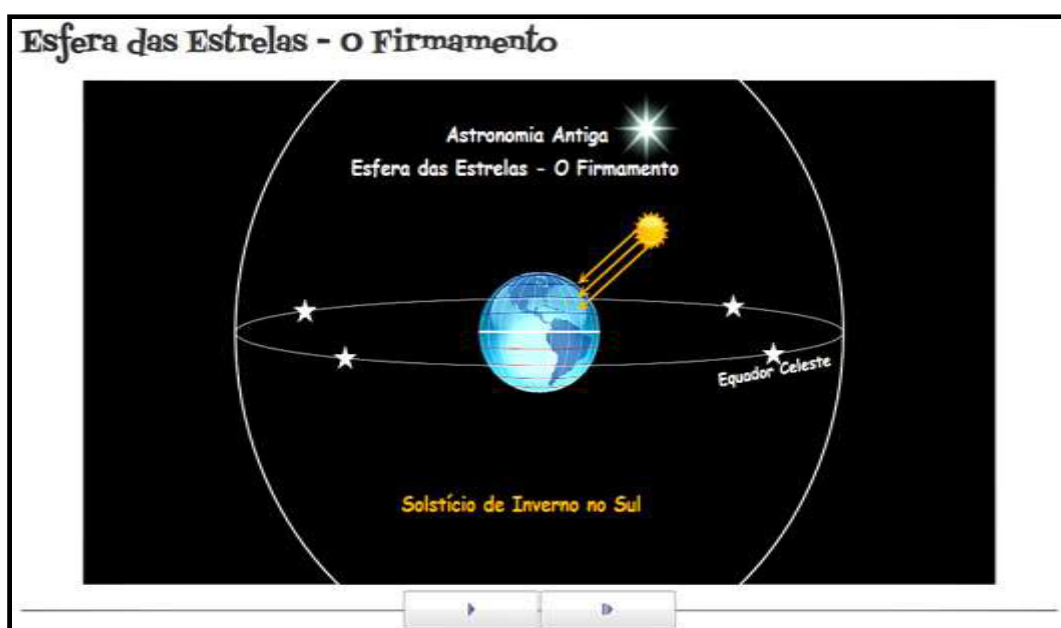 Esfera das Estrelas - O Firmamento
Astronomia Antiga
Esfera das Estrelas - O Firmamento
Equador Celeste
Solstício de Inverno no Sul